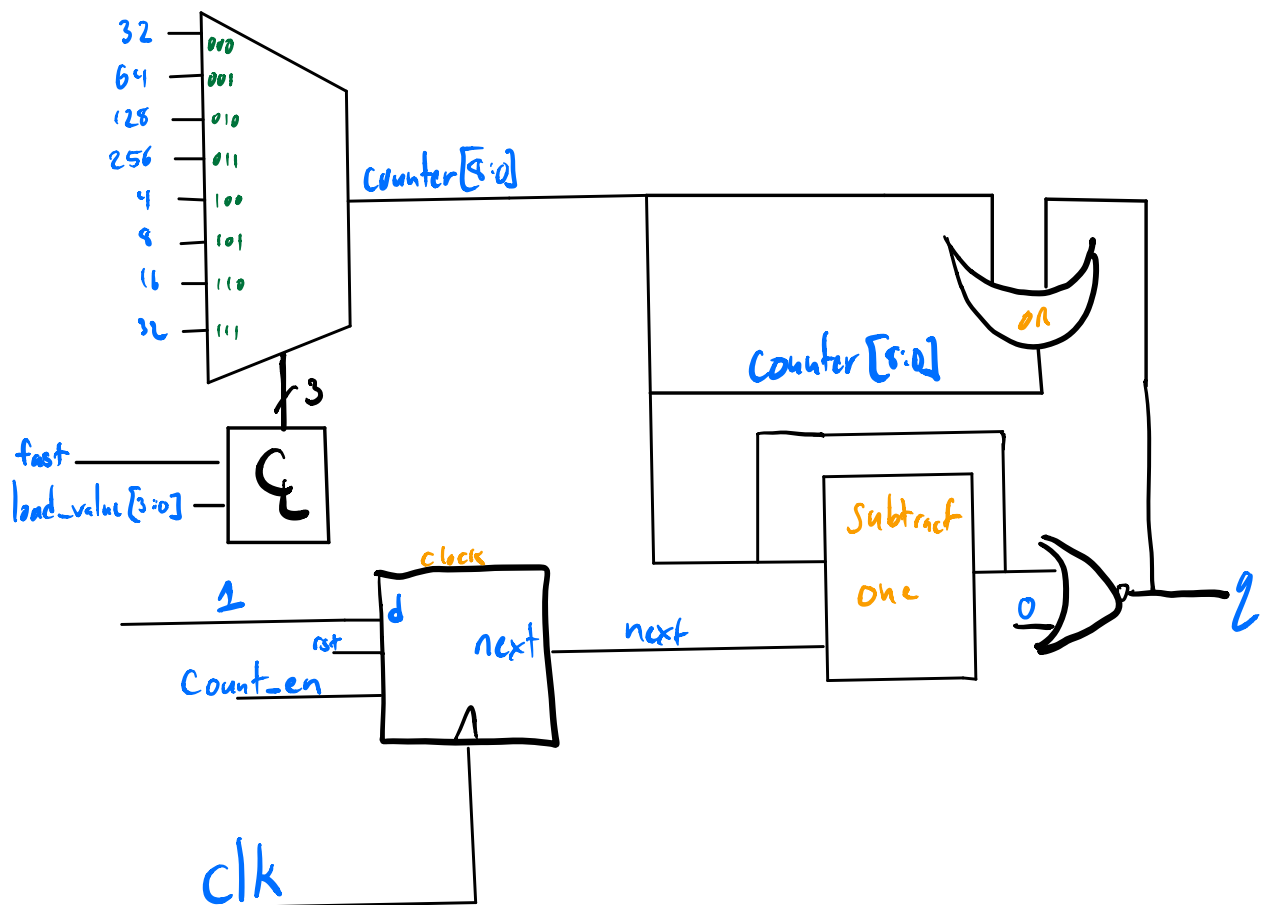 32
000
64
001
128
010
256
011
4
100
8
101
16
110
32
111
counter[8:0]
OR
Counter[8:0]
3
fast
load_value[3:0]
CL
Subtract
one
clock
1
d
rst
next
next
Count_en
0
q
clk